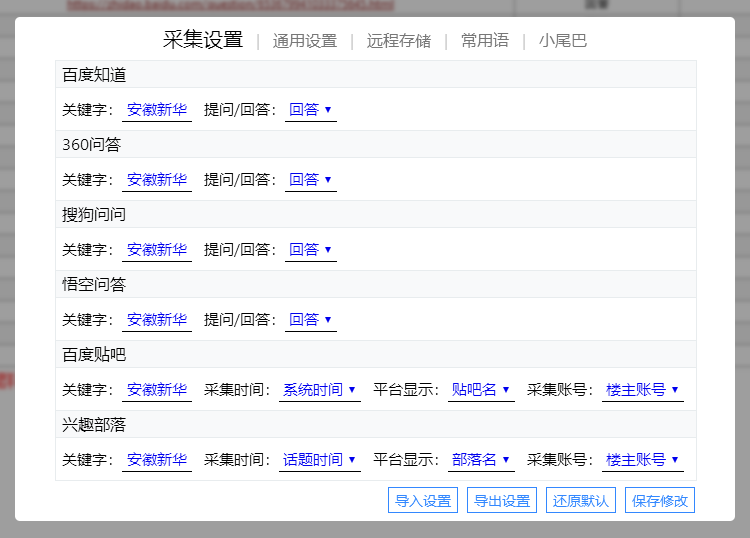 采集设置 | 通用设置 | 远程存储 | 常用语 | 小尾巴
百度知道
关键字： 安徽新华 提问/回答： 回答 ▾
360问答
关键字： 安徽新华 提问/回答： 回答 ▾
搜狗问问
关键字： 安徽新华 提问/回答： 回答 ▾
悟空问答
关键字： 安徽新华 提问/回答： 回答 ▾
百度贴吧
关键字： 安徽新华 采集时间： 系统时间 ▾ 平台显示： 贴吧名 ▾ 采集账号： 楼主账号 ▾
兴趣部落
关键字： 安徽新华 采集时间： 话题时间 ▾ 平台显示： 部落名 ▾ 采集账号： 楼主账号 ▾
导入设置 导出设置 还原默认 保存修改